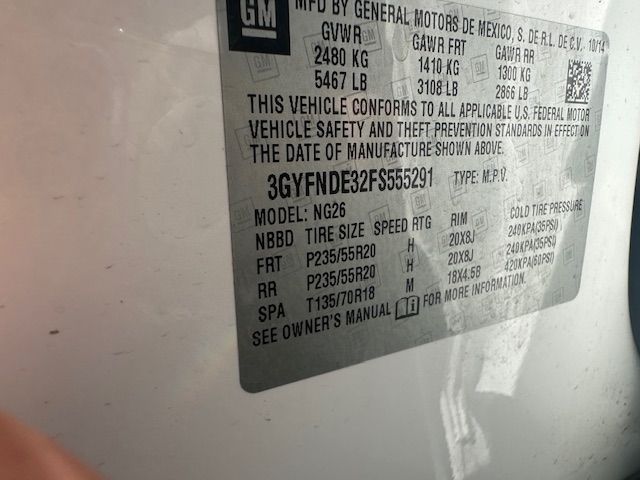 GM
MFD BY GENERAL MOTORS DE MEXICO, S. DE R.L. DE C.V. 10/14
GVWR GAWR FRT GAWR RR
2480 KG 1410 KG 1300 KG
5467 LB 3108 LB 2866 LB
THIS VEHICLE CONFORMS TO ALL APPLICABLE U.S. FEDERAL MOTOR
VEHICLE SAFETY AND THEFT PREVENTION STANDARDS IN EFFECT ON
THE DATE OF MANUFACTURE SHOWN ABOVE.
3GYFNDE32FS555291 TYPE: M.P.V.
MODEL: NG26
NBBD TIRE SIZE SPEED RTG RIM COLD TIRE PRESSURE
FRT P235/55R20 H 20X8J 240KPA(35PSI)
RR P235/55R20 H 20X8J 240KPA(35PSI)
SPA T135/70R18 M 18X4.5B 420KPA(60PSI)
SEE OWNER'S MANUAL FOR MORE INFORMATION.